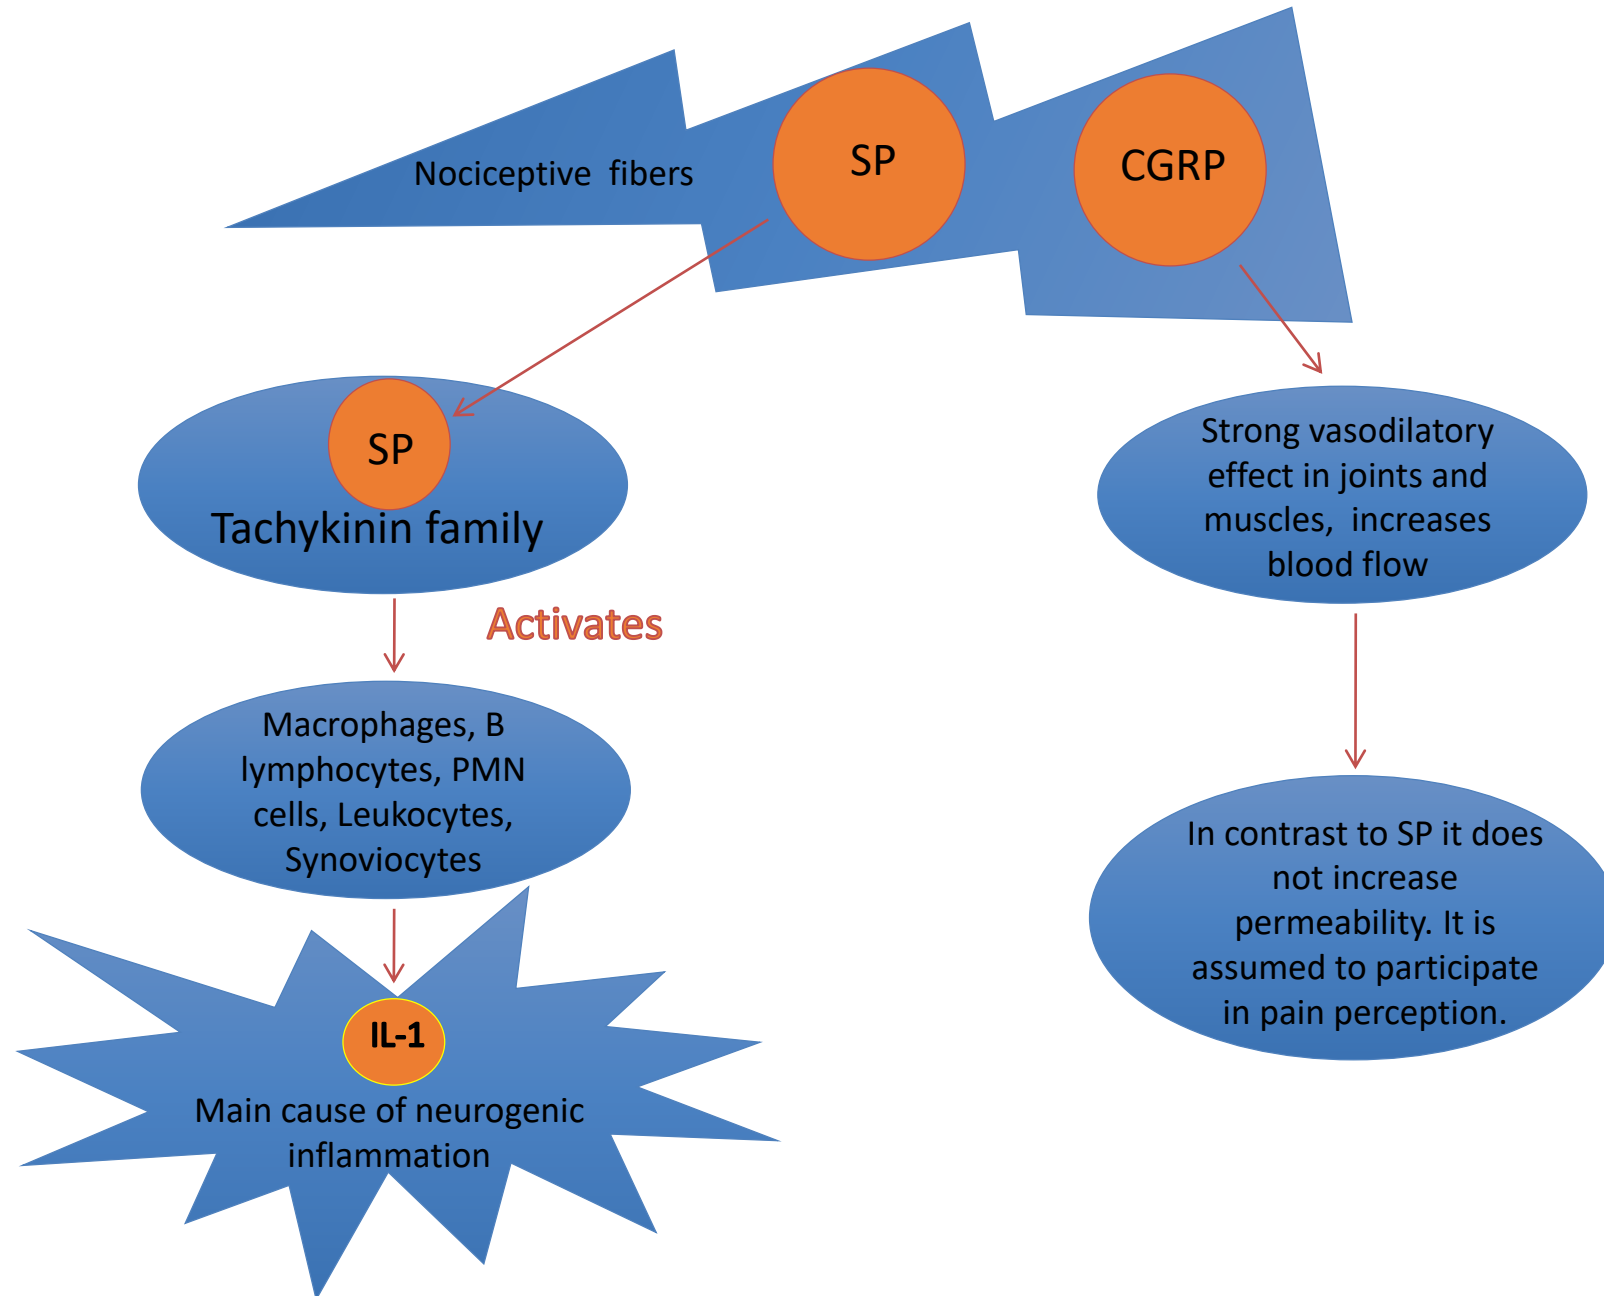 Nociceptive fibers
SP
CGRP
SP
Tachykinin family
Activates
Macrophages, B
lymphocytes, PMN
cells, Leukocytes,
Synoviocytes
IL-1
Main cause of neurogenic
inflammation
Strong vasodilatory
effect in joints and
muscles, increases
blood flow
In contrast to SP it does
not increase
permeability. It is
assumed to participate
in pain perception.